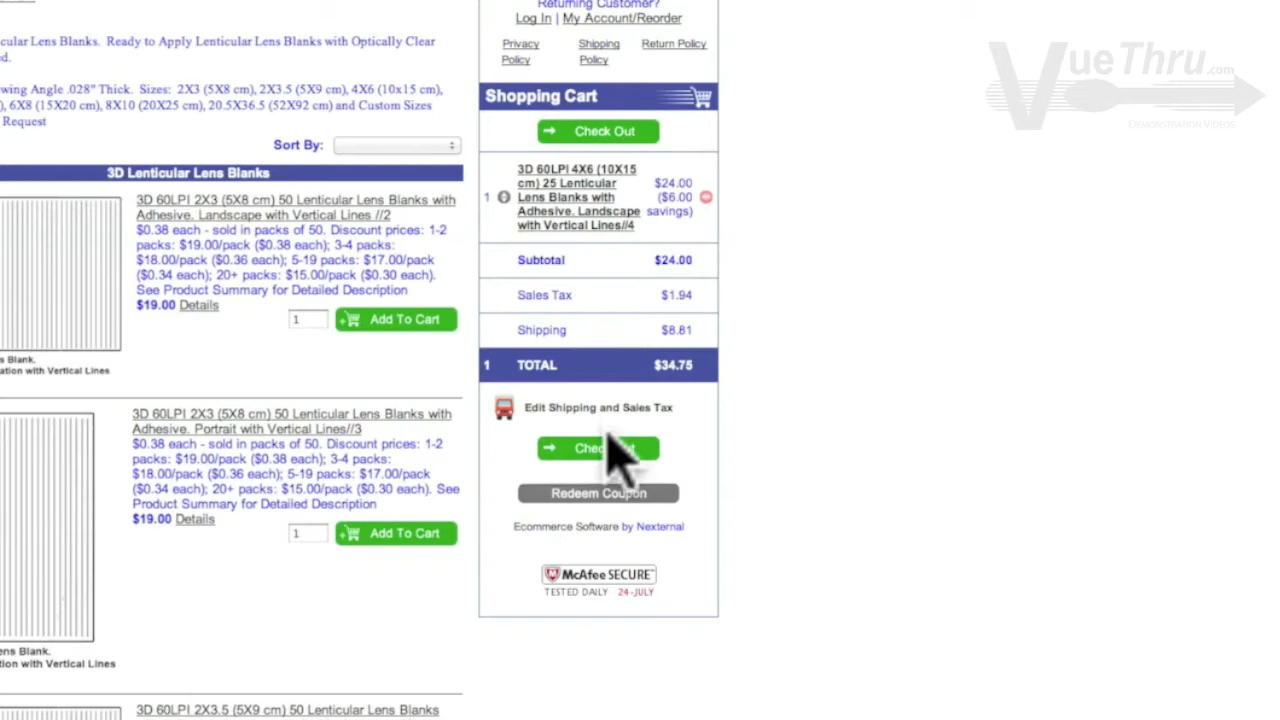 Returning Customer?
Log In | My Account/Reorder
Privacy Policy
Shipping Policy
Return Policy
VueThru.com
DEMONSTRATION VIDEOS
cular Lens Blanks. Ready to Apply Lenticular Lens Blanks with Optically Clear
ed.
wing Angle .028" Thick. Sizes: 2X3 (5X8 cm), 2X3.5 (5X9 cm), 4X6 (10x15 cm),
, 6X8 (15X20 cm), 8X10 (20X25 cm), 20.5X36.5 (52X92 cm) and Custom Sizes
Request
Sort By:
3D Lenticular Lens Blanks
3D 60LPI 2X3 (5X8 cm) 50 Lenticular Lens Blanks with
Adhesive. Landscape with Vertical Lines //2
$0.38 each - sold in packs of 50. Discount prices: 1-2
packs: $19.00/pack ($0.38 each); 3-4 packs:
$18.00/pack ($0.36 each); 5-19 packs: $17.00/pack
($0.34 each); 20+ packs: $15.00/pack ($0.30 each).
See Product Summary for Detailed Description
$19.00 Details
1
Add To Cart
s Blank.
ation with Vertical Lines
3D 60LPI 2X3 (5X8 cm) 50 Lenticular Lens Blanks with
Adhesive. Portrait with Vertical Lines//3
$0.38 each - sold in packs of 50. Discount prices: 1-2
packs: $19.00/pack ($0.38 each); 3-4 packs:
$18.00/pack ($0.36 each); 5-19 packs: $17.00/pack
($0.34 each); 20+ packs: $15.00/pack ($0.30 each). See
Product Summary for Detailed Description
$19.00 Details
1
Add To Cart
ens Blank.
tion with Vertical Lines
3D 60LPI 2X3.5 (5X9 cm) 50 Lenticular Lens Blanks
Shopping Cart
Check Out
1
3D 60LPI 4X6 (10X15
cm) 25 Lenticular
Lens Blanks with
Adhesive. Landscape
with Vertical Lines//4
$24.00
($6.00
savings)
Subtotal $24.00
Sales Tax $1.94
Shipping $8.81
1 TOTAL $34.75
Edit Shipping and Sales Tax
Redeem Coupon
Ecommerce Software by Nexternal
McAfee SECURE
TESTED DAILY 24-JULY